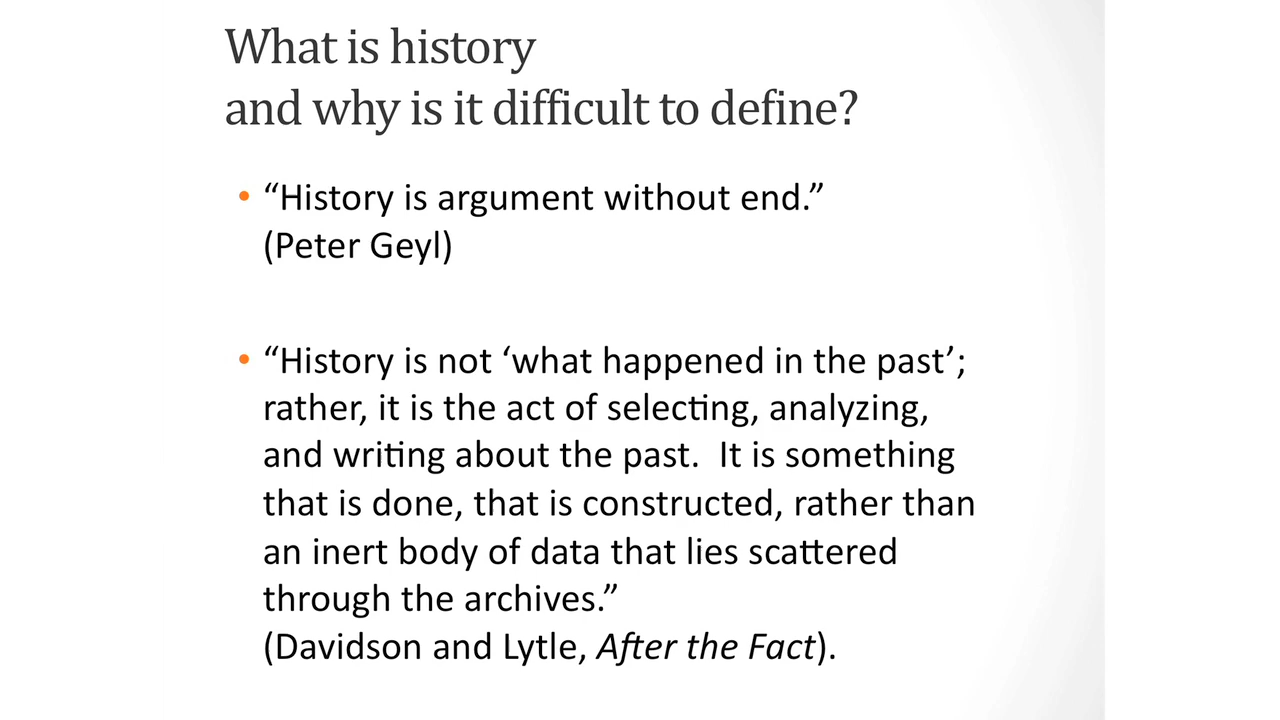 What is history
and why is it difficult to define?
• “History is argument without end.”
(Peter Geyl)
• “History is not ‘what happened in the past’;
rather, it is the act of selecting, analyzing,
and writing about the past.  It is something
that is done, that is constructed, rather than
an inert body of data that lies scattered
through the archives.”
(Davidson and Lytle, After the Fact).